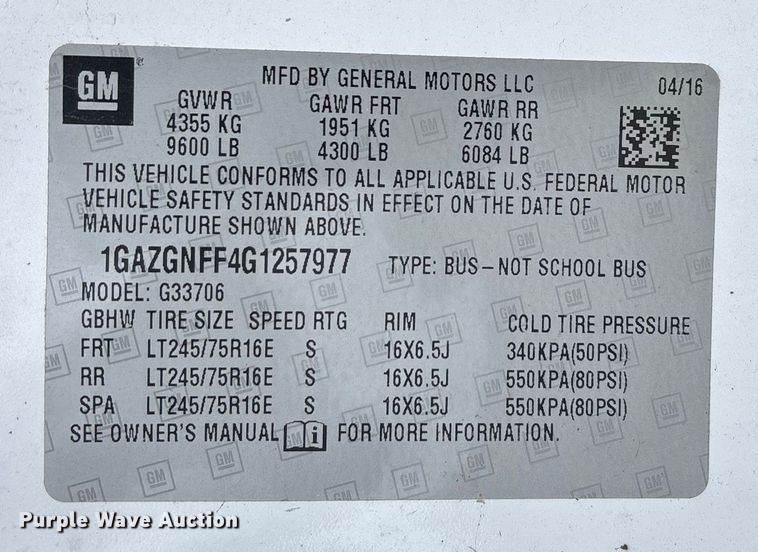 GM ®
MFD BY GENERAL MOTORS LLC 04/16
GVWR GAWR FRT GAWR RR
4355 KG 1951 KG 2760 KG
9600 LB 4300 LB 6084 LB
THIS VEHICLE CONFORMS TO ALL APPLICABLE U.S. FEDERAL MOTOR
VEHICLE SAFETY STANDARDS IN EFFECT ON THE DATE OF
MANUFACTURE SHOWN ABOVE.
1GAZGNFF4G1257977 TYPE: BUS-NOT SCHOOL BUS
MODEL: G33706
GBHW TIRE SIZE SPEED RTG RIM COLD TIRE PRESSURE
FRT LT245/75R16E S 16X6.5J 340KPA(50PSI)
RR LT245/75R16E S 16X6.5J 550KPA(80PSI)
SPA LT245/75R16E S 16X6.5J 550KPA(80PSI)
SEE OWNER'S MANUAL i FOR MORE INFORMATION.
Purple Wave Auction